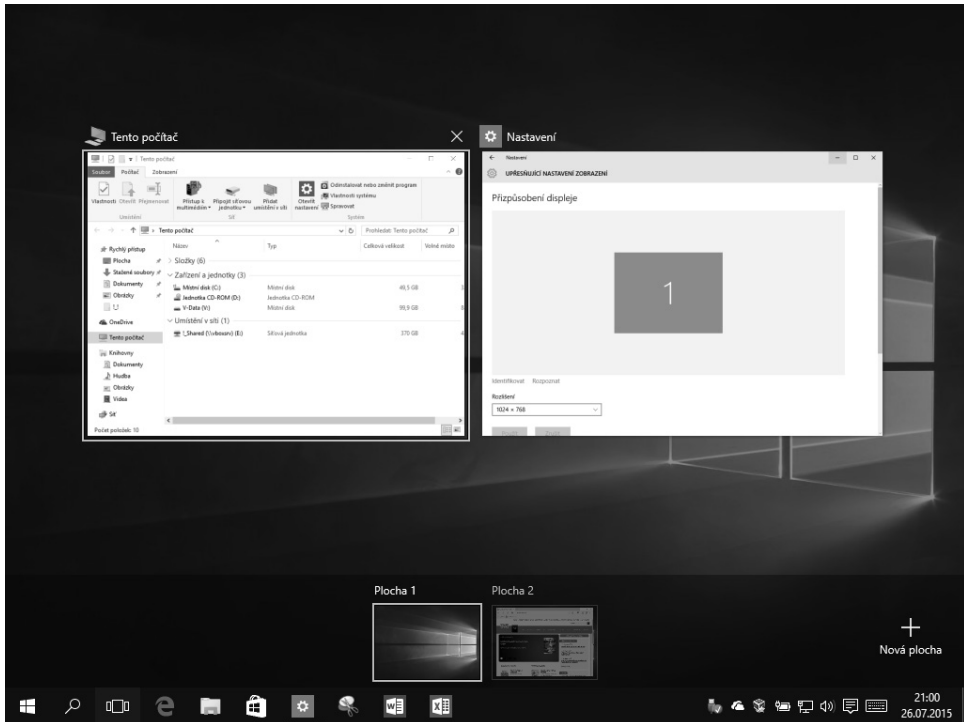 Tento počítač
Nastavení
Tento počítač
Soubor Počítač Zobrazení
Vlastnosti Otevřít Přejmenovat
Přístup k multimédiím
Připojit síťovou jednotku
Přidat umístění v síti
Otevřít nastavení
Odinstalovat nebo změnit program
Vlastnosti systému
Spravovat
Umístění Síť Systém
Tento počítač
Prohledat: Tento počítač
Název Typ Celková velikost Volné místo
Rychlý přístup
Plocha
Stažené soubory
Dokumenty
Obrázky
U
OneDrive
Tento počítač
Knihovny
Dokumenty
Hudba
Obrázky
Videa
Síť
Složky (6)
Zařízení a jednotky (3)
Místní disk (C:) Místní disk 49,5 GB
Jednotka CD-ROM (D:) Jednotka CD-ROM
V-Data (V:) Místní disk 99,9 GB
Umístění v síti (1)
Síťová jednotka 370 GB
Počet položek: 10
Nastavení
UPŘESŇUJÍCÍ NASTAVENÍ ZOBRAZENÍ
Přizpůsobení displeje
1
Identifikovat Rozpoznat
Rozlišení
1024 × 768
Plocha 1
Plocha 2
Nová plocha
21:00
26.07.2015